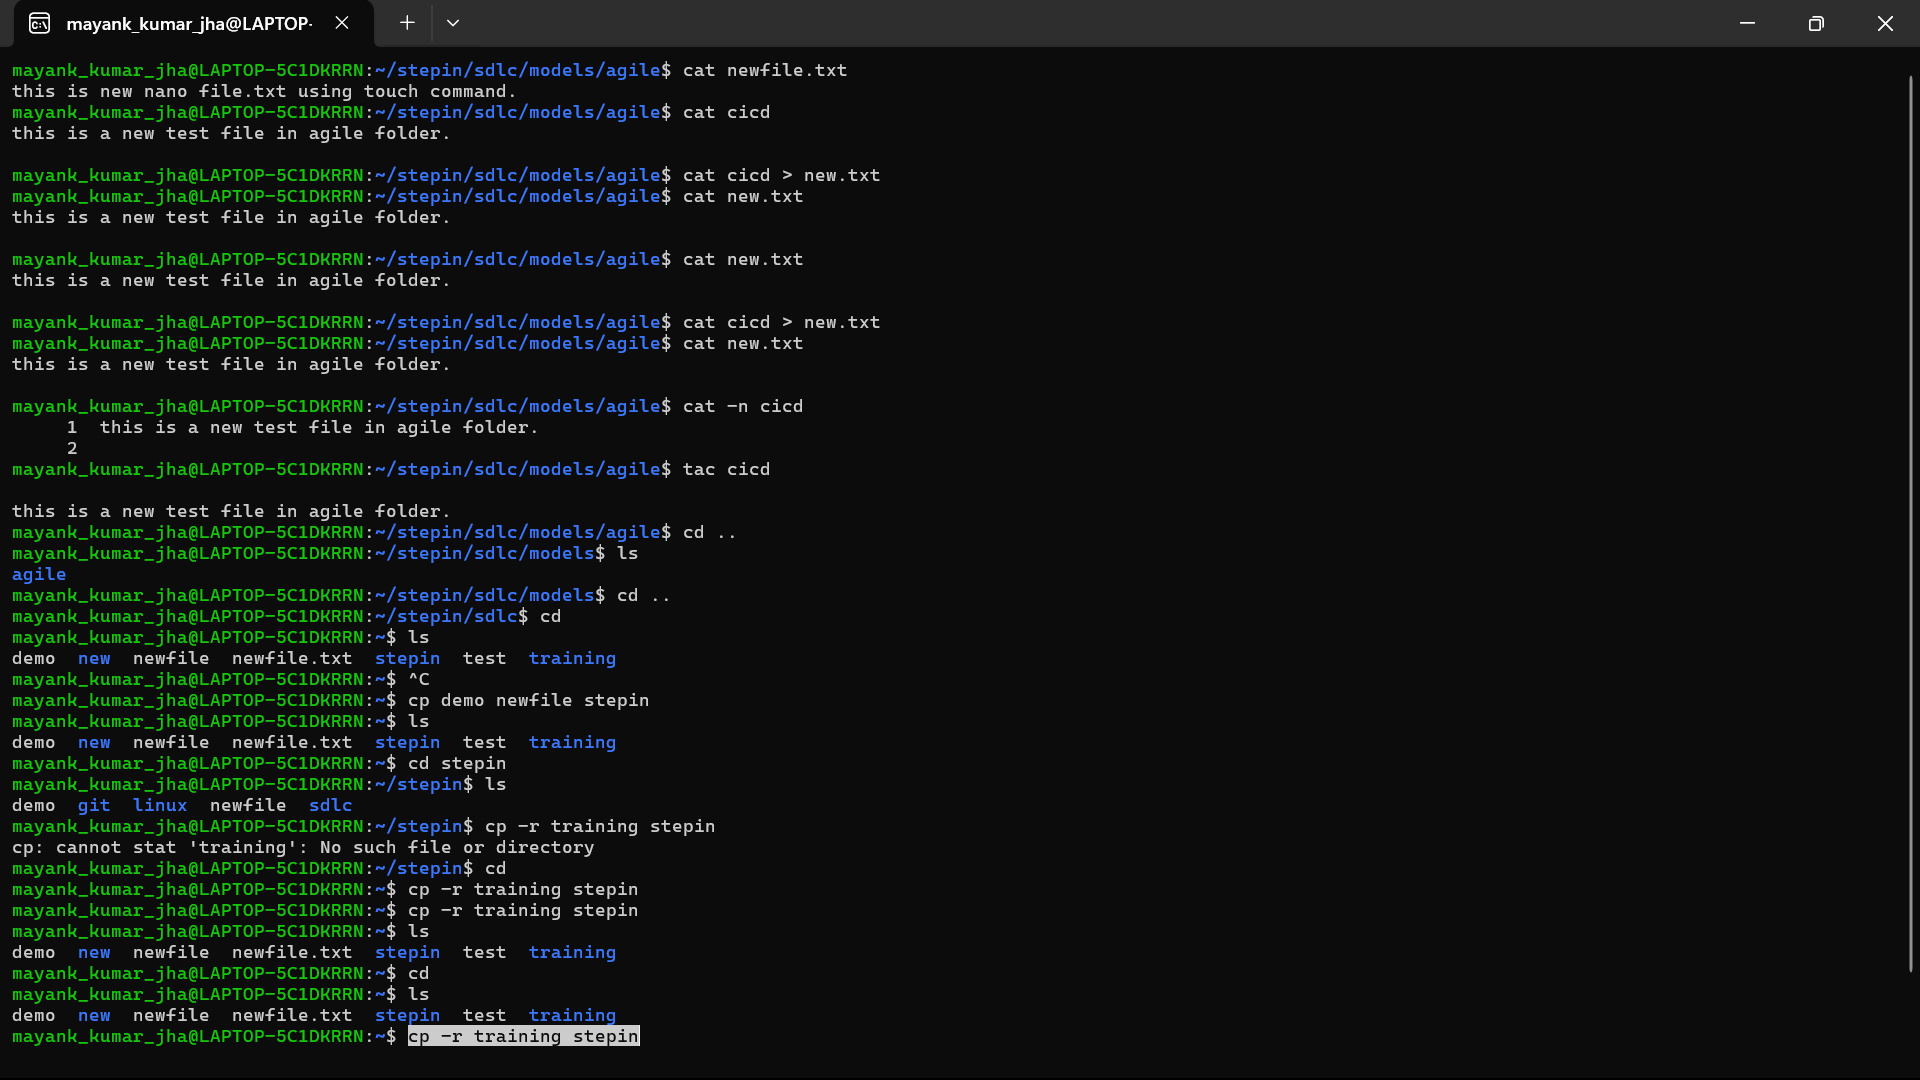 mayank_kumar_jha@LAPTOP-
mayank_kumar_jha@LAPTOP-5C1DKRRN:~/stepin/sdlc/models/agile$ cat newfile.txt
this is new nano file.txt using touch command.
mayank_kumar_jha@LAPTOP-5C1DKRRN:~/stepin/sdlc/models/agile$ cat cicd
this is a new test file in agile folder.
mayank_kumar_jha@LAPTOP-5C1DKRRN:~/stepin/sdlc/models/agile$ cat cicd > new.txt
mayank_kumar_jha@LAPTOP-5C1DKRRN:~/stepin/sdlc/models/agile$ cat new.txt
this is a new test file in agile folder.
mayank_kumar_jha@LAPTOP-5C1DKRRN:~/stepin/sdlc/models/agile$ cat new.txt
this is a new test file in agile folder.
mayank_kumar_jha@LAPTOP-5C1DKRRN:~/stepin/sdlc/models/agile$ cat cicd > new.txt
mayank_kumar_jha@LAPTOP-5C1DKRRN:~/stepin/sdlc/models/agile$ cat new.txt
this is a new test file in agile folder.
mayank_kumar_jha@LAPTOP-5C1DKRRN:~/stepin/sdlc/models/agile$ cat -n cicd
     1  this is a new test file in agile folder.
     2
mayank_kumar_jha@LAPTOP-5C1DKRRN:~/stepin/sdlc/models/agile$ tac cicd
this is a new test file in agile folder.
mayank_kumar_jha@LAPTOP-5C1DKRRN:~/stepin/sdlc/models/agile$ cd ..
mayank_kumar_jha@LAPTOP-5C1DKRRN:~/stepin/sdlc/models$ ls
agile
mayank_kumar_jha@LAPTOP-5C1DKRRN:~/stepin/sdlc/models$ cd ..
mayank_kumar_jha@LAPTOP-5C1DKRRN:~/stepin/sdlc$ cd
mayank_kumar_jha@LAPTOP-5C1DKRRN:~$ ls
demo  new  newfile  newfile.txt  stepin  test  training
mayank_kumar_jha@LAPTOP-5C1DKRRN:~$ ^C
mayank_kumar_jha@LAPTOP-5C1DKRRN:~$ cp demo newfile stepin
mayank_kumar_jha@LAPTOP-5C1DKRRN:~$ ls
demo  new  newfile  newfile.txt  stepin  test  training
mayank_kumar_jha@LAPTOP-5C1DKRRN:~$ cd stepin
mayank_kumar_jha@LAPTOP-5C1DKRRN:~/stepin$ ls
demo  git  linux  newfile  sdlc
mayank_kumar_jha@LAPTOP-5C1DKRRN:~/stepin$ cp -r training stepin
cp: cannot stat 'training': No such file or directory
mayank_kumar_jha@LAPTOP-5C1DKRRN:~/stepin$ cd
mayank_kumar_jha@LAPTOP-5C1DKRRN:~$ cp -r training stepin
mayank_kumar_jha@LAPTOP-5C1DKRRN:~$ cp -r training stepin
mayank_kumar_jha@LAPTOP-5C1DKRRN:~$ ls
demo  new  newfile  newfile.txt  stepin  test  training
mayank_kumar_jha@LAPTOP-5C1DKRRN:~$ cd
mayank_kumar_jha@LAPTOP-5C1DKRRN:~$ ls
demo  new  newfile  newfile.txt  stepin  test  training
mayank_kumar_jha@LAPTOP-5C1DKRRN:~$ cp -r training stepin